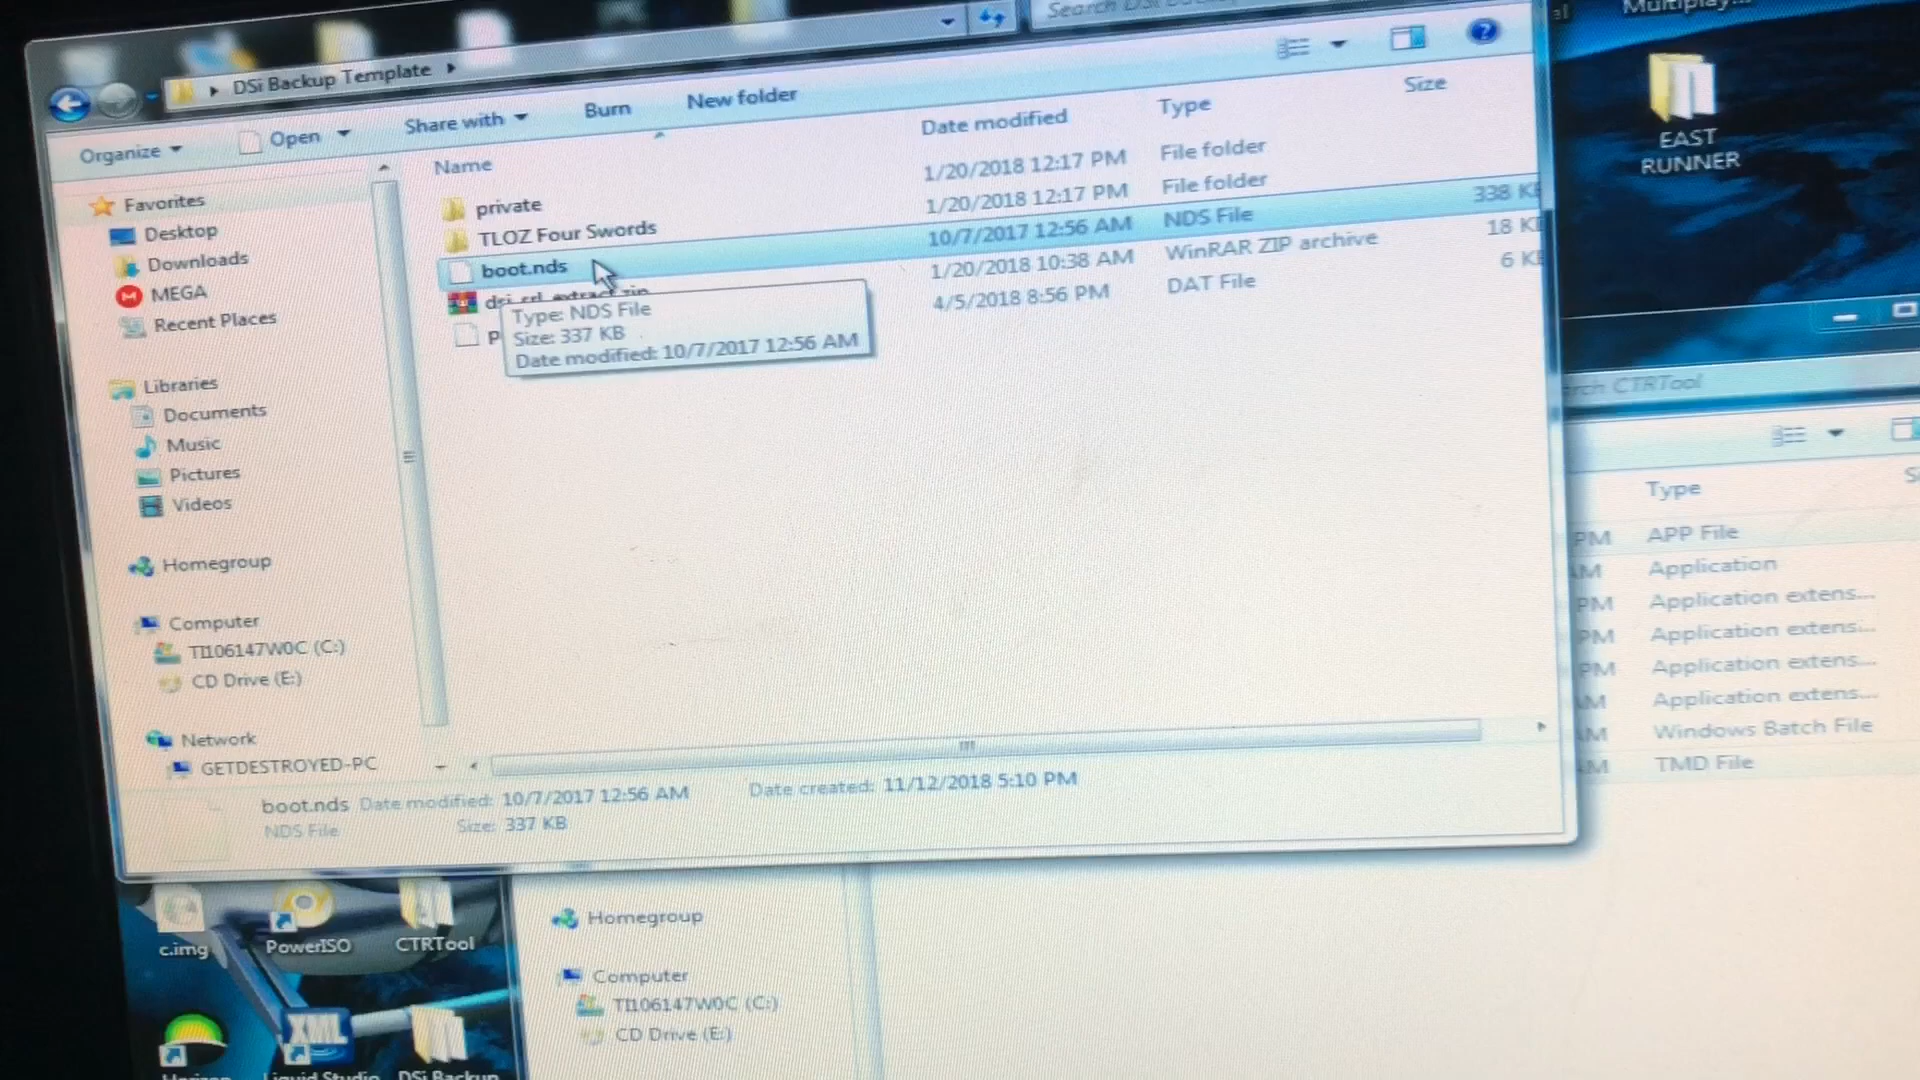 Search DSi
Multiplay...
DSi Backup Template
Organize
Open
Share with
Burn
New folder
Name
Date modified
Type
Size
private
1/20/2018 12:17 PM
File folder
TLOZ Four Swords
1/20/2018 12:17 PM
File folder
boot.nds
10/7/2017 12:56 AM
NDS File
338 KB
dsi_srl_extract.zip
1/20/2018 10:38 AM
WinRAR ZIP archive
18 KB
P
4/5/2018 8:56 PM
DAT File
6 KB
Type: NDS File
Size: 337 KB
Date modified: 10/7/2017 12:56 AM
Favorites
Desktop
Downloads
MEGA
Recent Places
Libraries
Documents
Music
Pictures
Videos
Homegroup
Computer
TI106147W0C (C:)
CD Drive (E:)
Network
GETDESTROYED-PC
boot.nds Date modified: 10/7/2017 12:56 AM
Date created: 11/12/2018 5:10 PM
NDS File
Size: 337 KB
EAST
RUNNER
rch CTRTool
Type
PM APP File
AM Application
PM Application extens...
PM Application extens...
PM Application extens...
AM Application extens...
AM Windows Batch File
AM TMD File
c.img
PowerISO
CTRTool
XML
Liquid Studio
DSi Backup
Homegroup
Computer
TI106147W0C (C:)
CD Drive (E:)